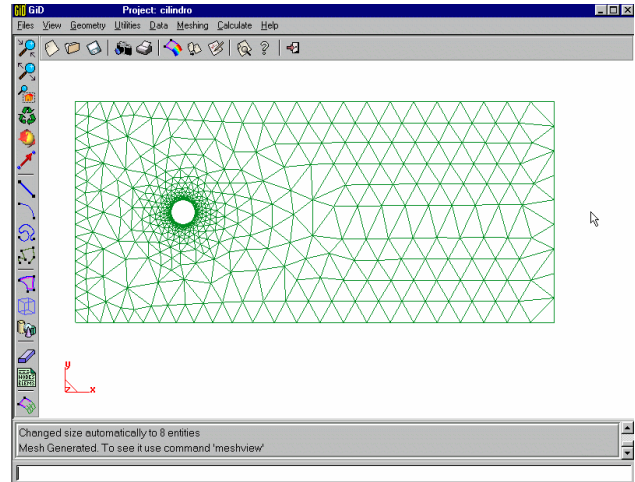 GiD GiD Project: cilindro
Files View Geometry Utilities Data Meshing Calculate Help
y
z x
Changed size automatically to 8 entities
Mesh Generated. To see it use command 'meshview'